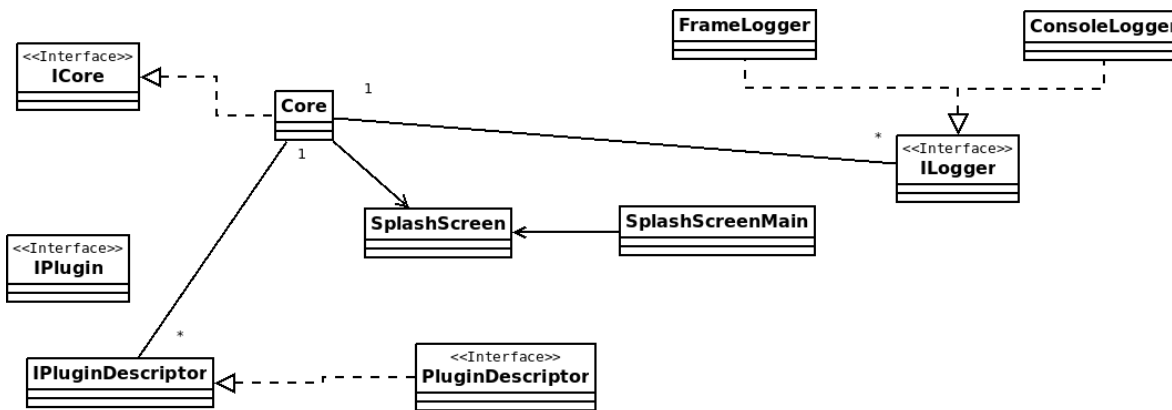 FrameLogger
ConsoleLogger
<<Interface>>
ICore
1
Core
*
<<Interface>>
ILogger
1
SplashScreen
SplashScreenMain
<<Interface>>
IPlugin
*
<<Interface>>
PluginDescriptor
IPluginDescriptor